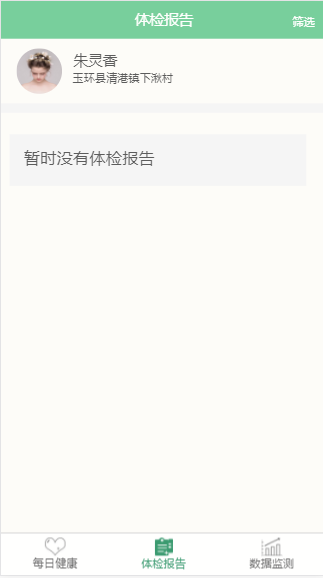 体检报告
筛选
朱灵香
玉环县清港镇下湫村
暂时没有体检报告
每日健康
体检报告
数据监测